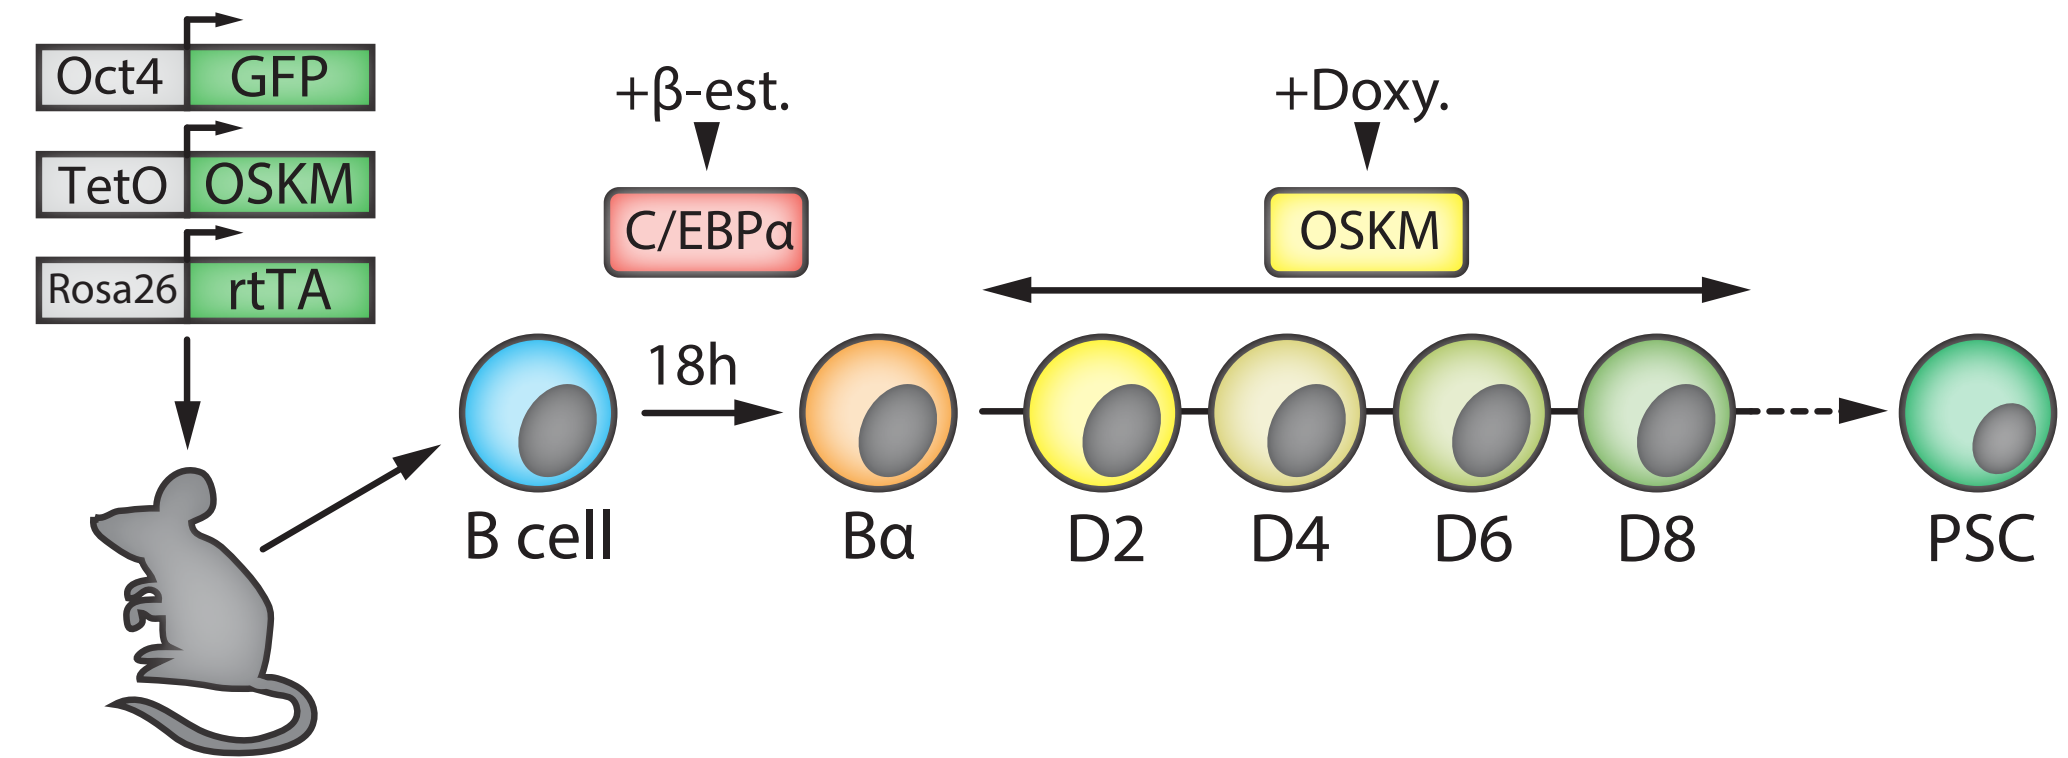 Oct4 GFP
TetO OSKM
Rosa26 rtTA
+β-est.
C/EBPα
+Doxy.
OSKM
18h
B cell
Bα
D2
D4
D6
D8
PSC